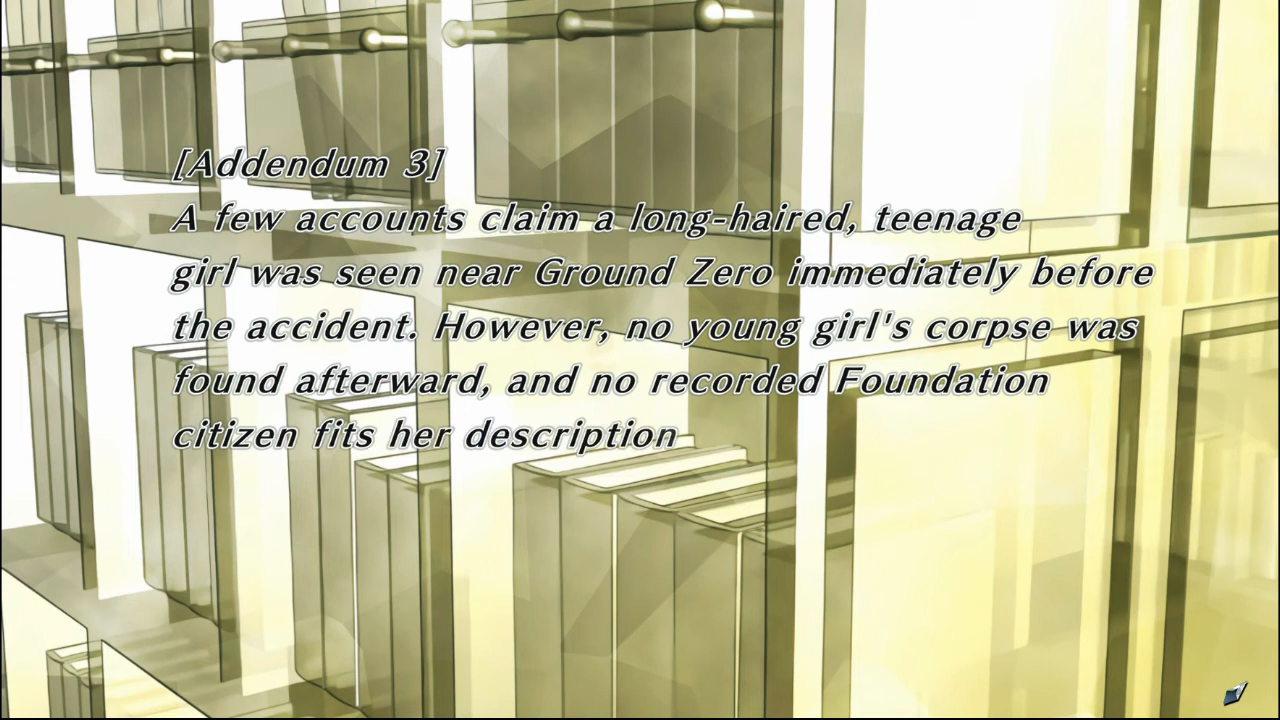 [Addendum 3]
A few accounts claim a long-haired, teenage
girl was seen near Ground Zero immediately before
the accident. However, no young girl's corpse was
found afterward, and no recorded Foundation
citizen fits her description